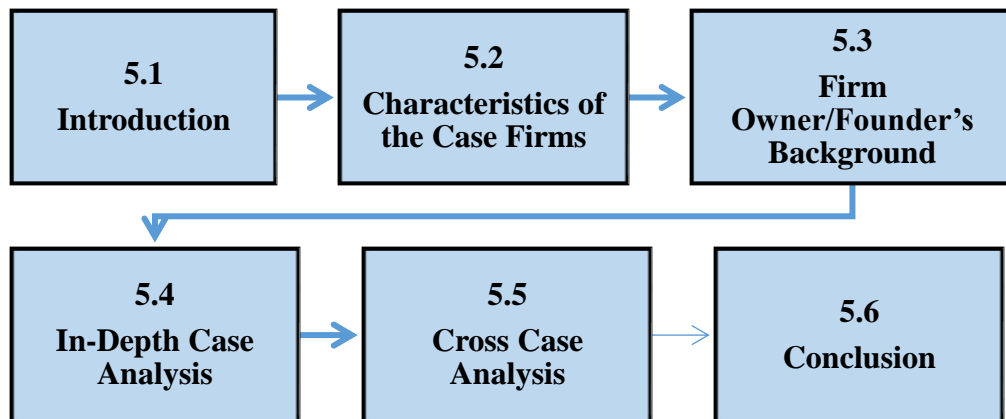 5.1
Introduction
5.2
Characteristics of
the Case Firms
5.3
Firm
Owner/Founder’s
Background
5.4
In-Depth Case
Analysis
5.5
Cross Case
Analysis
5.6
Conclusion